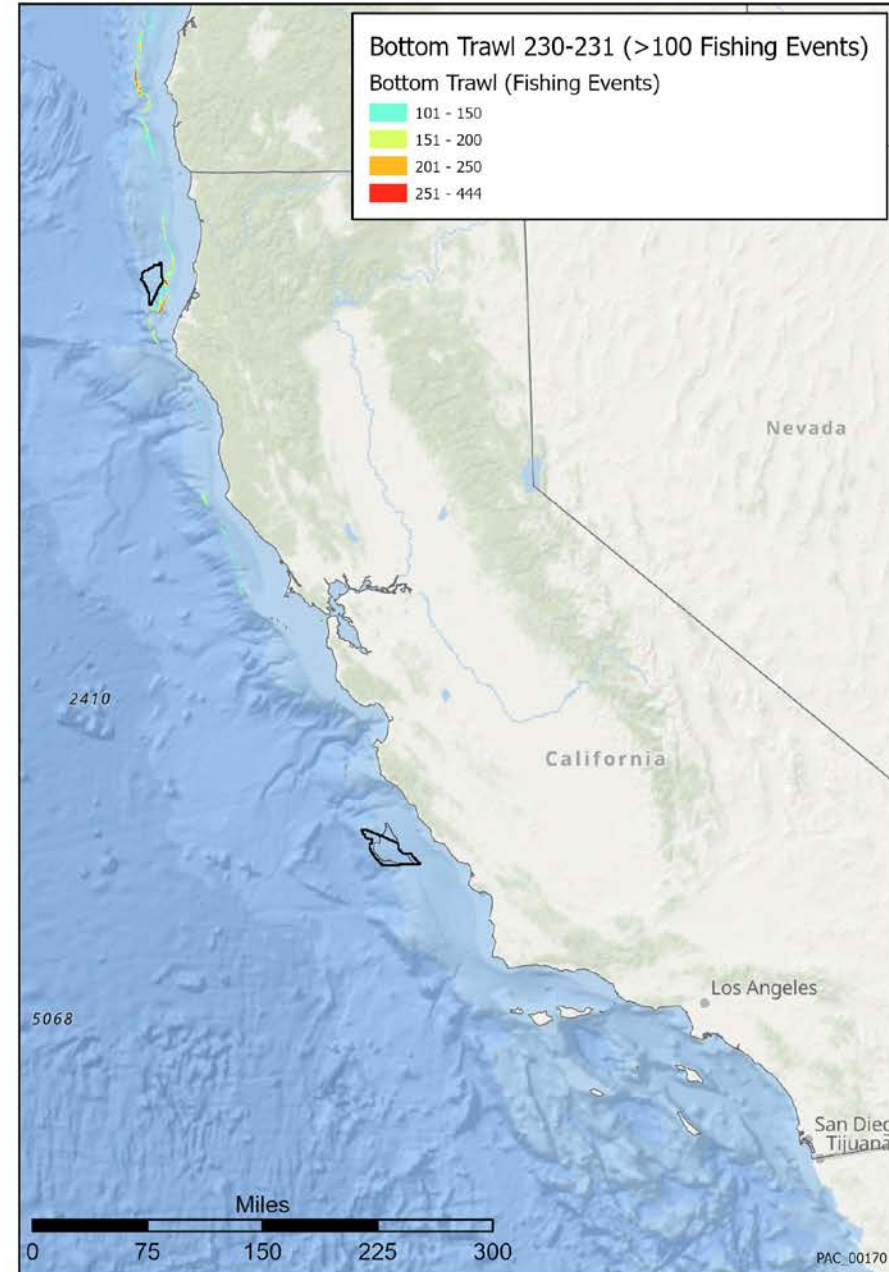 Bottom Trawl 230-231 (>100 Fishing Events)
Bottom Trawl (Fishing Events)
101 - 150
151 - 200
201 - 250
251 - 444
Nevada
2410
California
Los Angeles
5068
San Dieg
Tijuana
Miles
0 75 150 225 300
PAC_00170